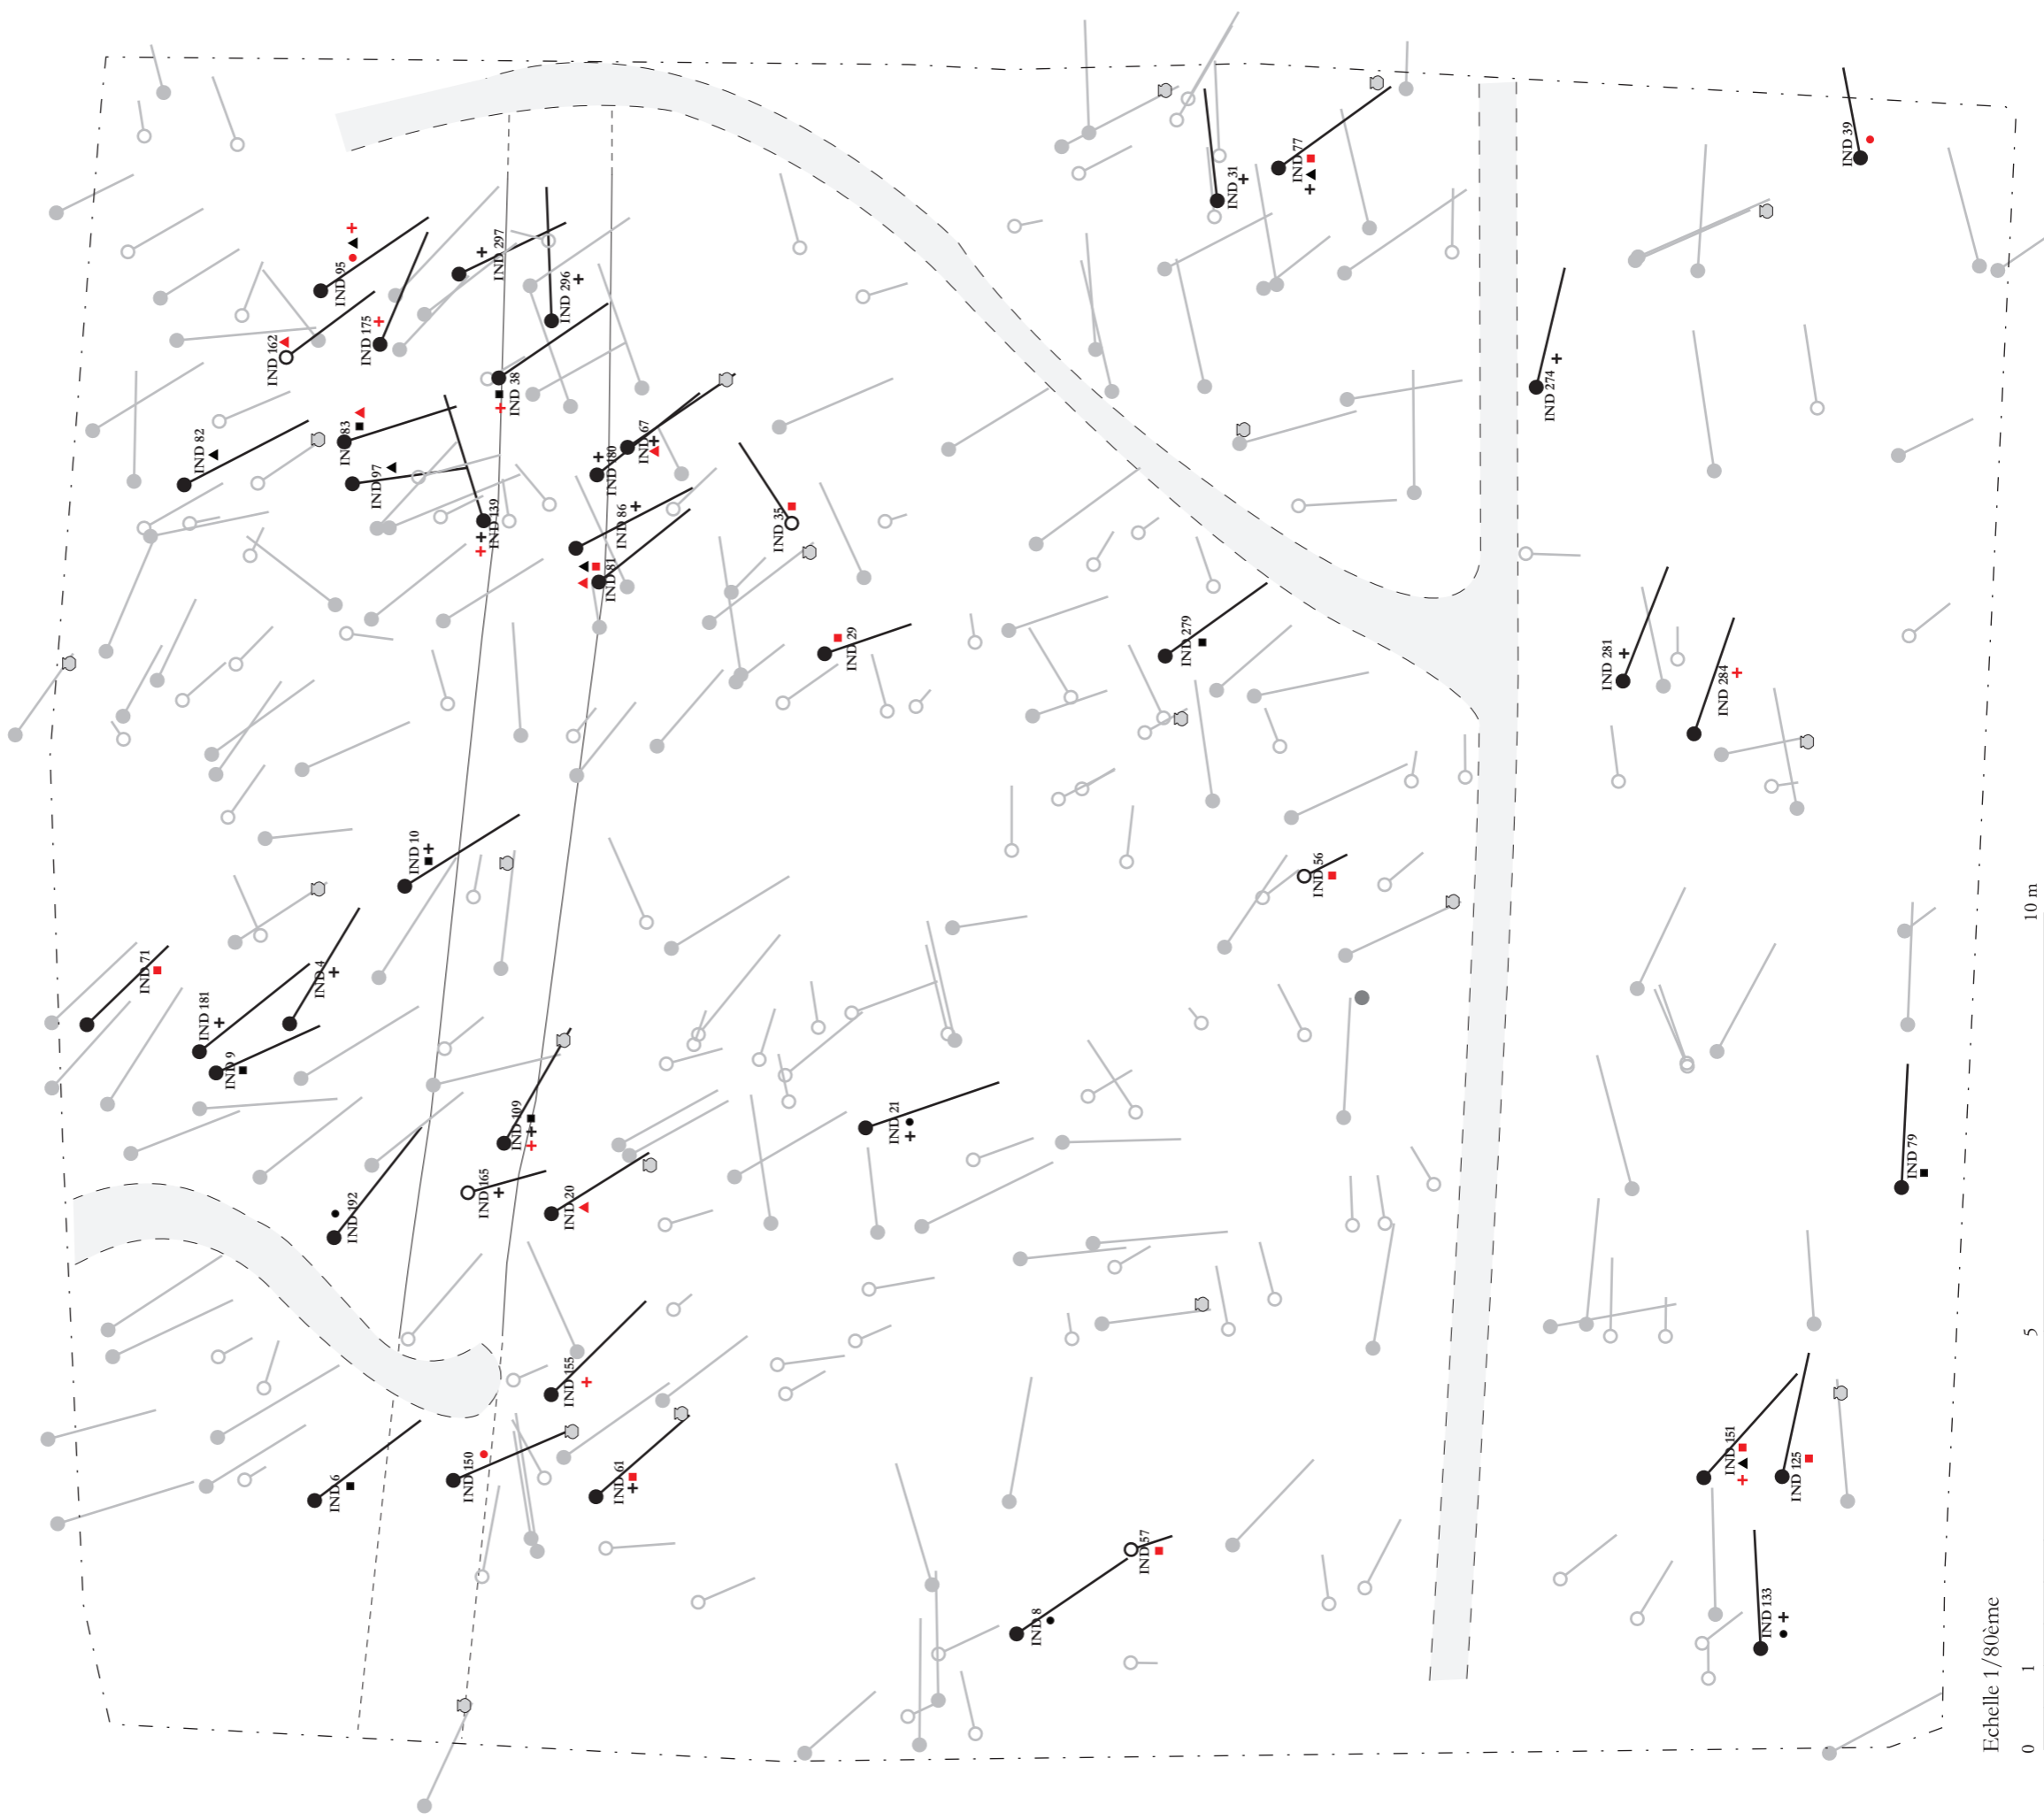 IND 95
IND 297
IND 296
IND 175
IND 162
IND 38
IND 83
IND 82
IND 97
IND 139
IND 180
IND 67
IND 86
IND 81
IND 35
IND 29
IND 31
IND 77
IND 39
IND 274
IND 279
IND 281
IND 284
IND 10
IND 56
IND 71
IND 4
IND 181
IND 9
IND 109
IND 165
IND 20
IND 192
IND 21
IND 79
IND 155
IND 6
IND 150
IND 61
IND 151
IND 125
IND 57
IND 8
IND 133
Echelle 1/80ème
0 1 5 10 m